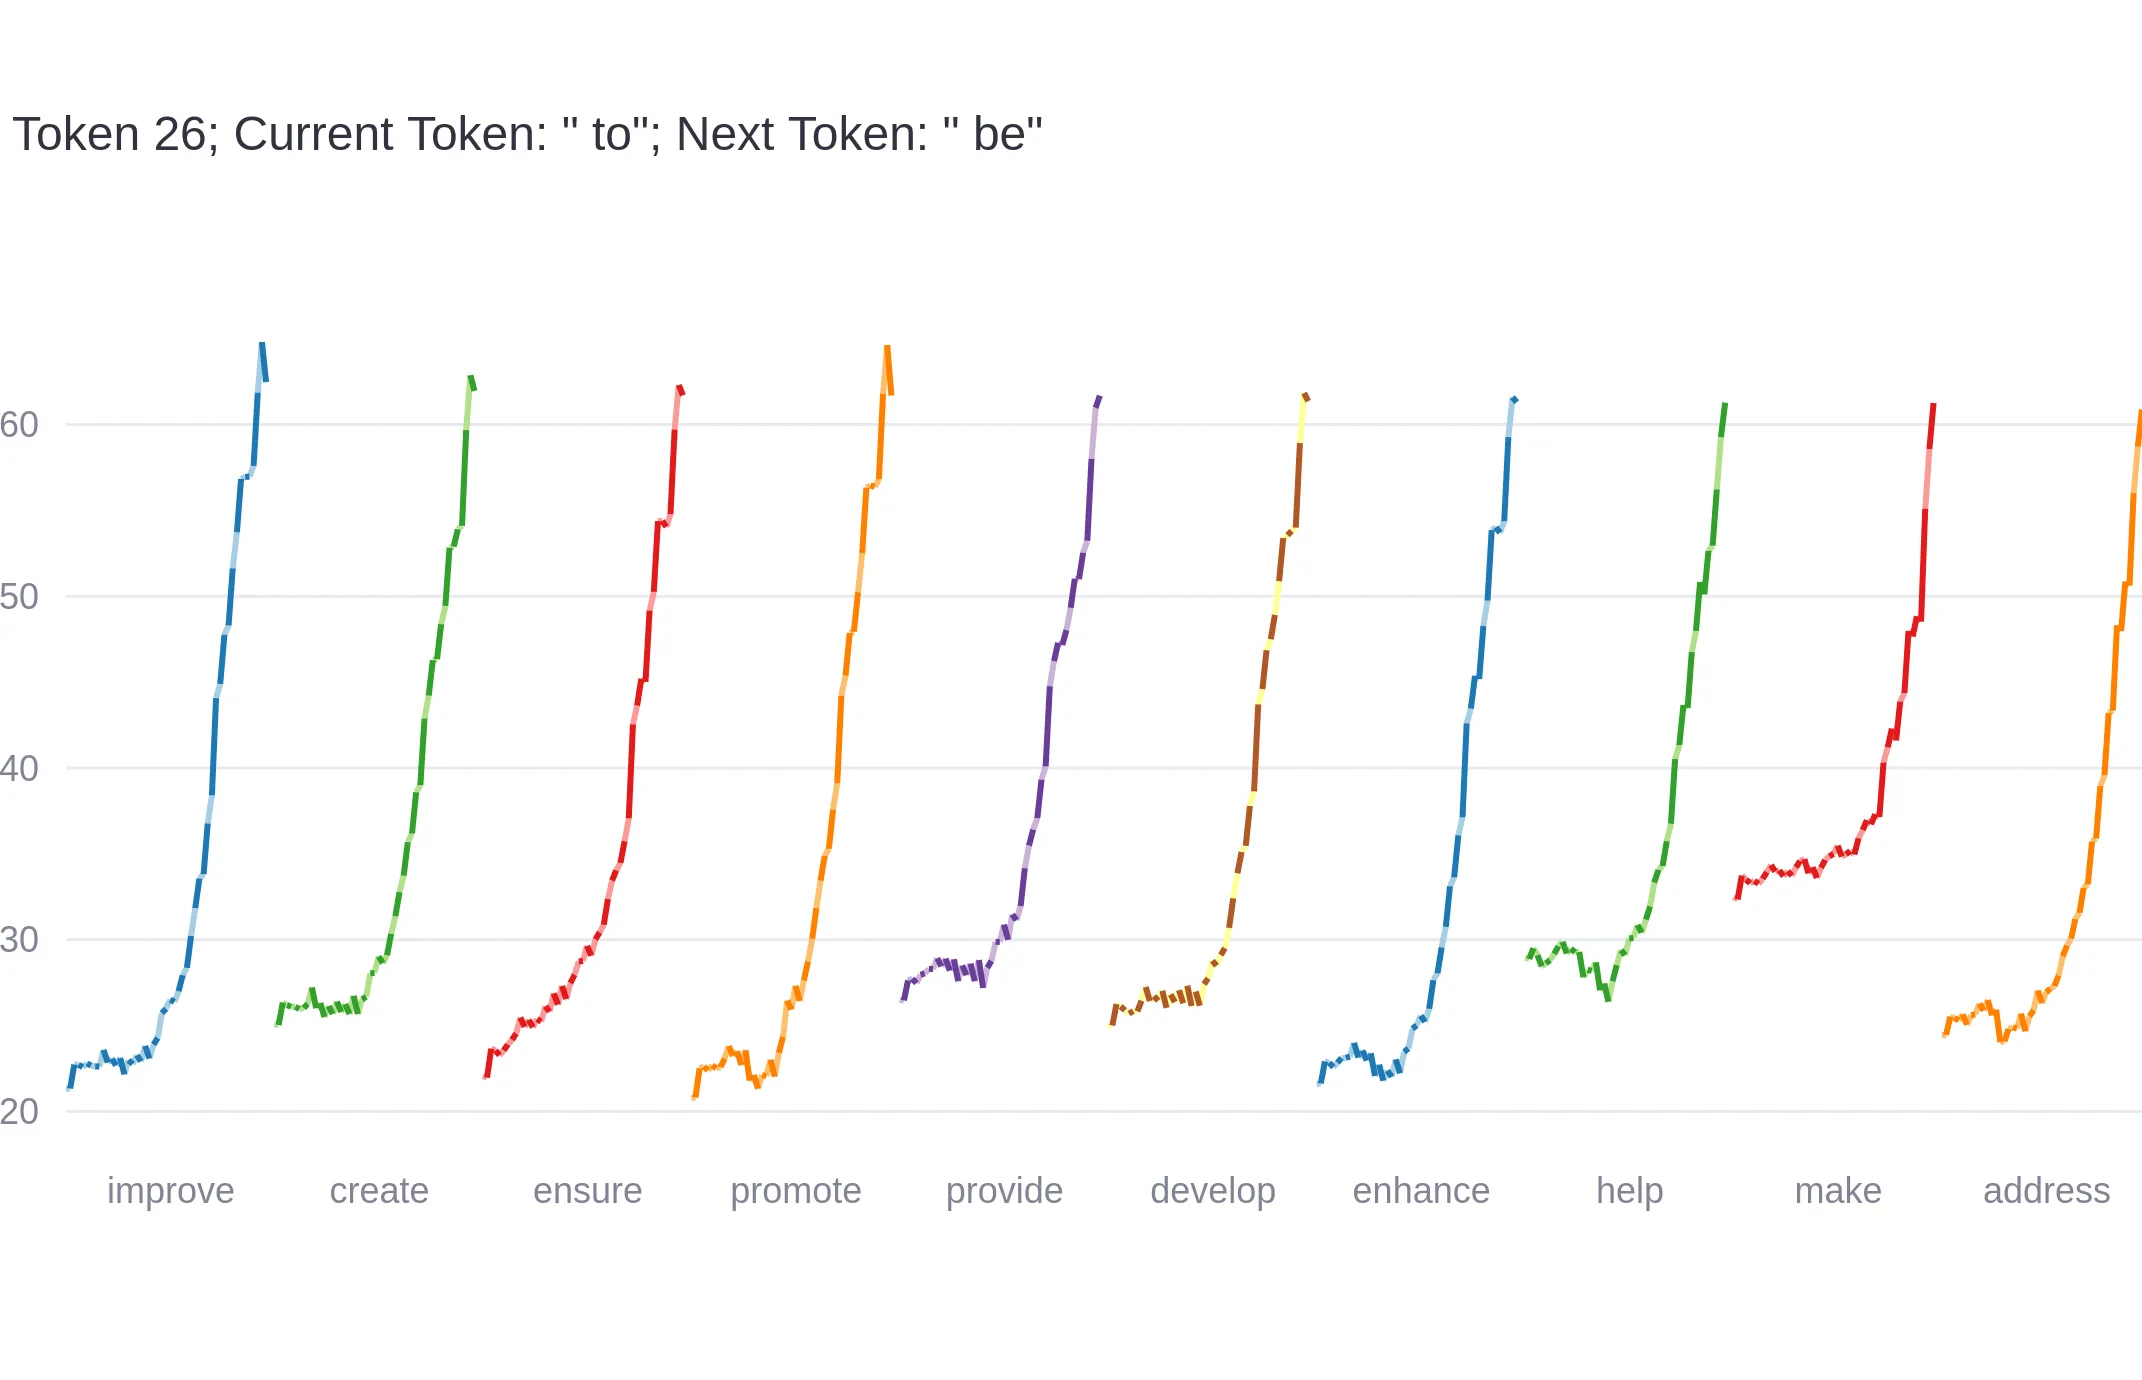 Token 26; Current Token: " to"; Next Token: " be"
60
50
40
30
20
improve create ensure promote provide develop enhance help make address